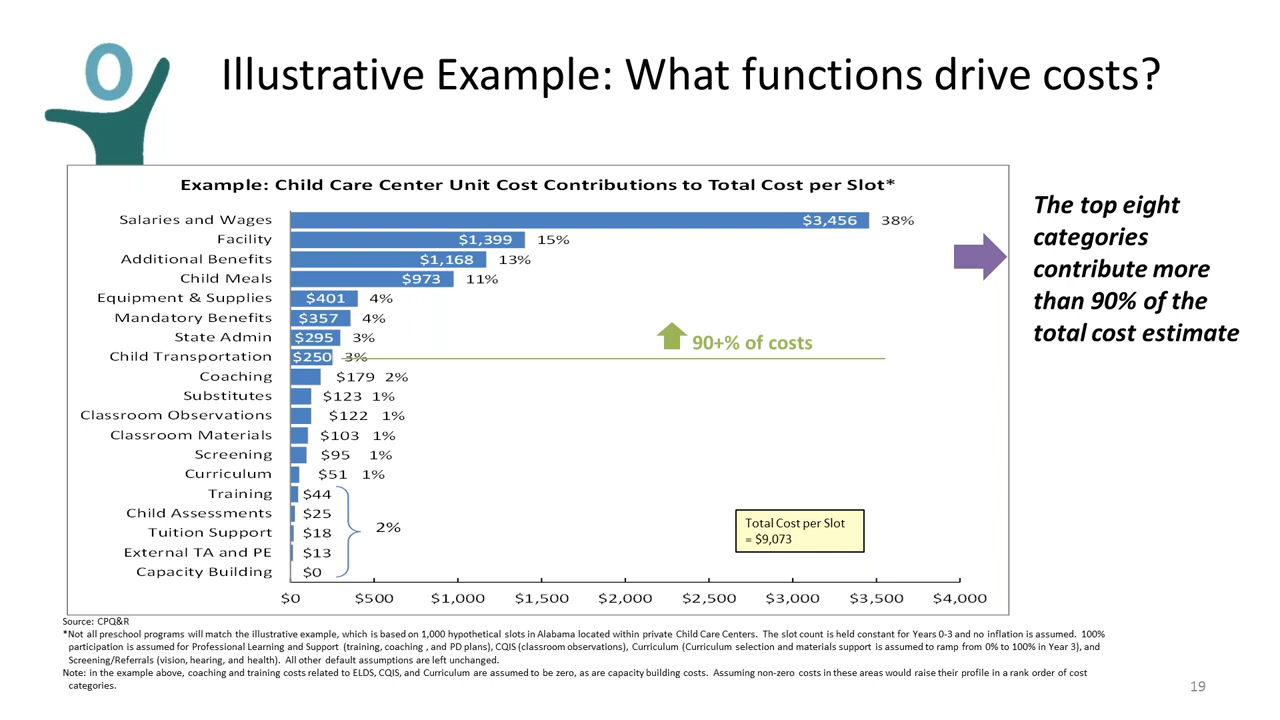 Illustrative Example: What functions drive costs?
Example: Child Care Center Unit Cost Contributions to Total Cost per Slot*
Salaries and Wages $3,456 38%
Facility $1,399 15%
Additional Benefits $1,168 13%
Child Meals $973 11%
Equipment & Supplies $401 4%
Mandatory Benefits $357 4%
State Admin $295 3%
Child Transportation $250 3%
Coaching $179 2%
Substitutes $123 1%
Classroom Observations $122 1%
Classroom Materials $103 1%
Screening $95 1%
Curriculum $51 1%
Training $44
Child Assessments $25
Tuition Support $18
External TA and PE $13
Capacity Building $0
2%
90+% of costs
Total Cost per Slot
= $9,073
$0 $500 $1,000 $1,500 $2,000 $2,500 $3,000 $3,500 $4,000
The top eight
categories
contribute more
than 90% of the
total cost estimate
Source: CPQ&R
*Not all preschool programs will match the illustrative example, which is based on 1,000 hypothetical slots in Alabama located within private Child Care Centers. The slot count is held constant for Years 0-3 and no inflation is assumed. 100%
participation is assumed for Professional Learning and Support (training, coaching , and PD plans), CQIS (classroom observations), Curriculum (Curriculum selection and materials support is assumed to ramp from 0% to 100% in Year 3), and
Screening/Referrals (vision, hearing, and health). All other default assumptions are left unchanged.
Note: in the example above, coaching and training costs related to ELDS, CQIS, and Curriculum are assumed to be zero, as are capacity building costs. Assuming non-zero costs in these areas would raise their profile in a rank order of cost
categories.
19